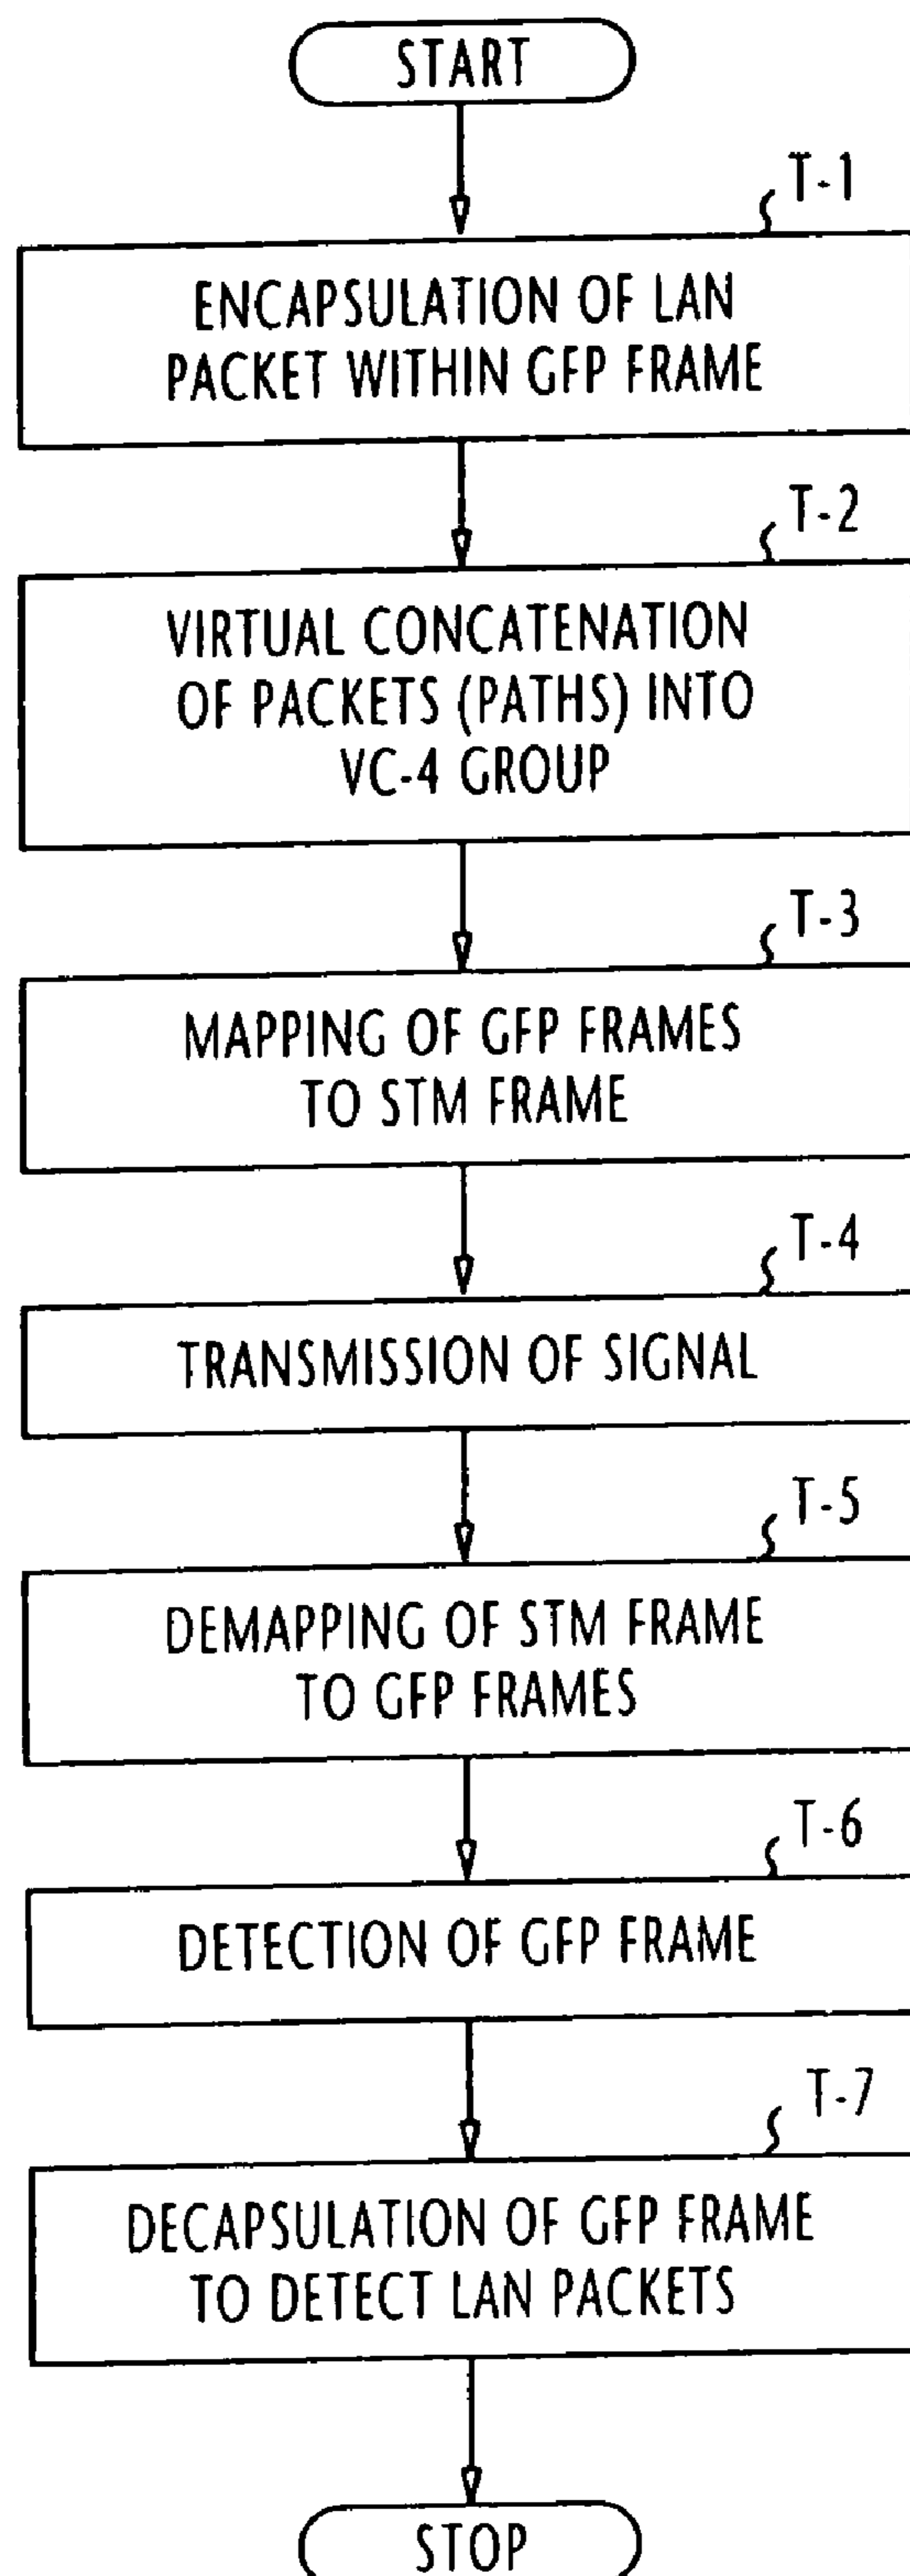 START
T-1
ENCAPSULATION OF LAN
PACKET WITHIN GFP FRAME
T-2
VIRTUAL CONCATENATION
OF PACKETS (PATHS) INTO
VC-4 GROUP
T-3
MAPPING OF GFP FRAMES
TO STM FRAME
T-4
TRANSMISSION OF SIGNAL
T-5
DEMAPPING OF STM FRAME
TO GFP FRAMES
T-6
DETECTION OF GFP FRAME
T-7
DECAPSULATION OF GFP FRAME
TO DETECT LAN PACKETS
STOP